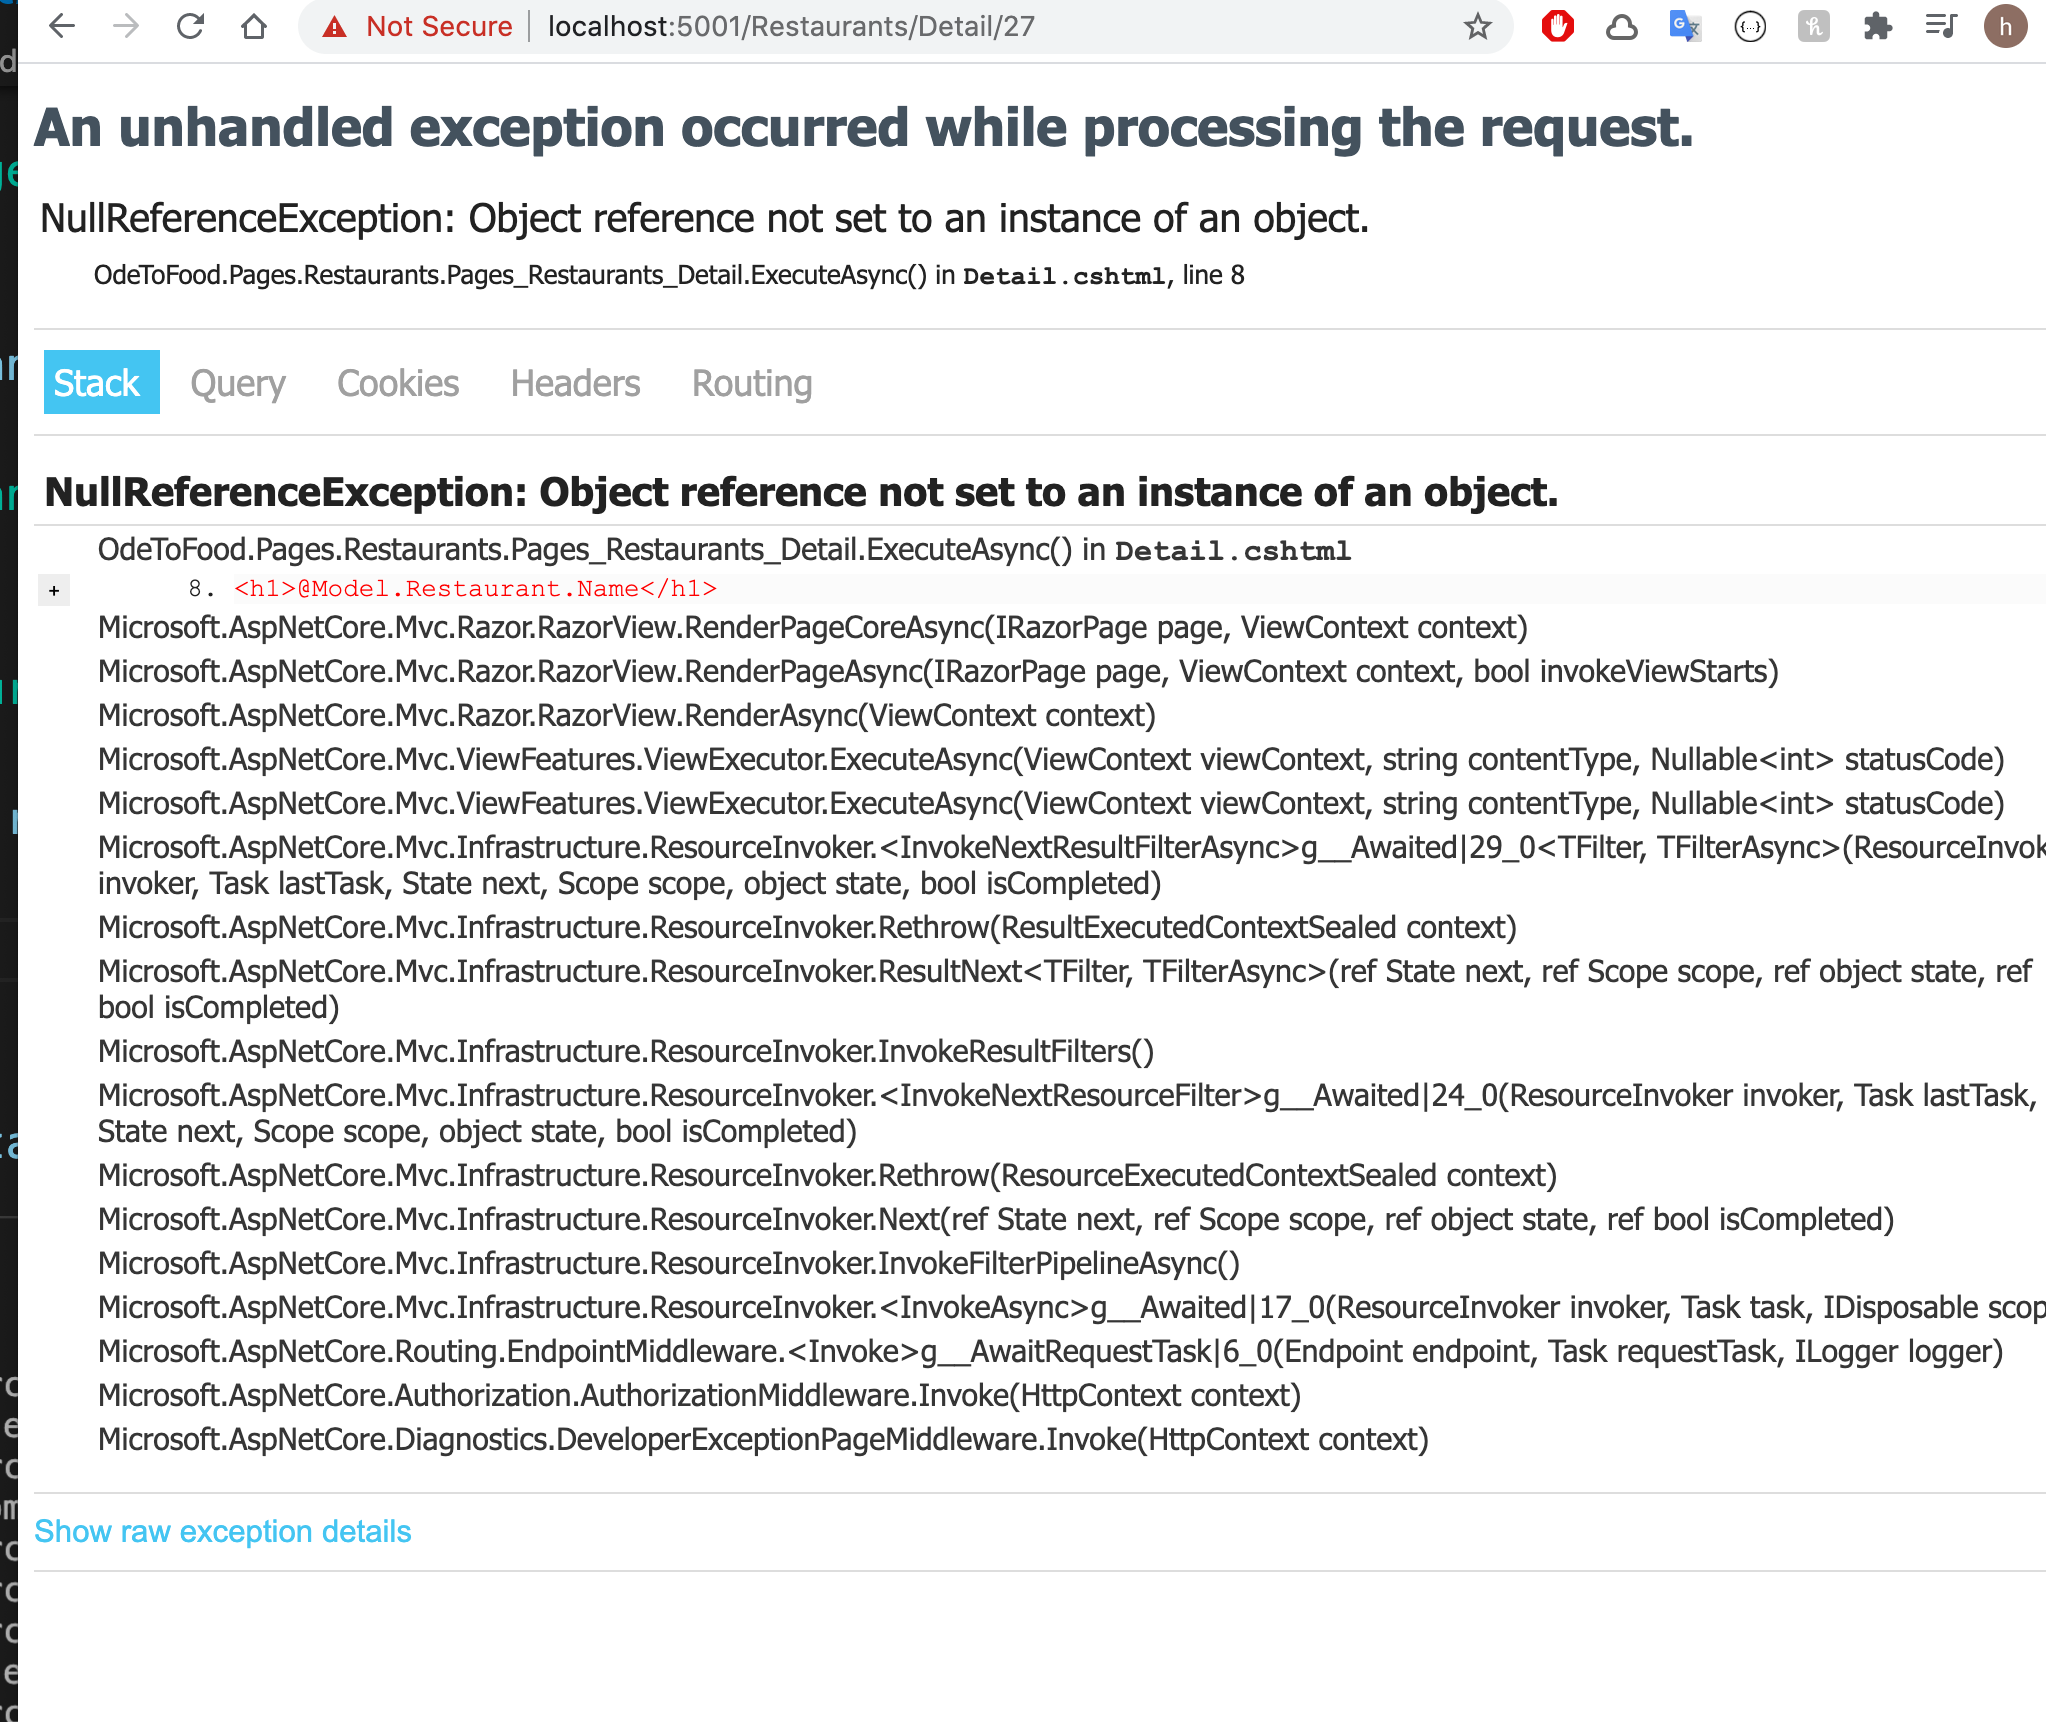 Not Secure localhost:5001/Restaurants/Detail/27 h
An unhandled exception occurred while processing the request.
NullReferenceException: Object reference not set to an instance of an object.
OdeToFood.Pages.Restaurants.Pages_Restaurants_Detail.ExecuteAsync() in Detail.cshtml, line 8
Stack Query Cookies Headers Routing
NullReferenceException: Object reference not set to an instance of an object.
OdeToFood.Pages.Restaurants.Pages_Restaurants_Detail.ExecuteAsync() in Detail.cshtml
+ 8. <h1>@Model.Restaurant.Name</h1>
Microsoft.AspNetCore.Mvc.Razor.RazorView.RenderPageCoreAsync(IRazorPage page, ViewContext context)
Microsoft.AspNetCore.Mvc.Razor.RazorView.RenderPageAsync(IRazorPage page, ViewContext context, bool invokeViewStarts)
Microsoft.AspNetCore.Mvc.Razor.RazorView.RenderAsync(ViewContext context)
Microsoft.AspNetCore.Mvc.ViewFeatures.ViewExecutor.ExecuteAsync(ViewContext viewContext, string contentType, Nullable<int> statusCode)
Microsoft.AspNetCore.Mvc.ViewFeatures.ViewExecutor.ExecuteAsync(ViewContext viewContext, string contentType, Nullable<int> statusCode)
Microsoft.AspNetCore.Mvc.Infrastructure.ResourceInvoker.<InvokeNextResultFilterAsync>g__Awaited|29_0<TFilter, TFilterAsync>(ResourceInvok
invoker, Task lastTask, State next, Scope scope, object state, bool isCompleted)
Microsoft.AspNetCore.Mvc.Infrastructure.ResourceInvoker.Rethrow(ResultExecutedContextSealed context)
Microsoft.AspNetCore.Mvc.Infrastructure.ResourceInvoker.ResultNext<TFilter, TFilterAsync>(ref State next, ref Scope scope, ref object state, ref
bool isCompleted)
Microsoft.AspNetCore.Mvc.Infrastructure.ResourceInvoker.InvokeResultFilters()
Microsoft.AspNetCore.Mvc.Infrastructure.ResourceInvoker.<InvokeNextResourceFilter>g__Awaited|24_0(ResourceInvoker invoker, Task lastTask,
State next, Scope scope, object state, bool isCompleted)
Microsoft.AspNetCore.Mvc.Infrastructure.ResourceInvoker.Rethrow(ResourceExecutedContextSealed context)
Microsoft.AspNetCore.Mvc.Infrastructure.ResourceInvoker.Next(ref State next, ref Scope scope, ref object state, ref bool isCompleted)
Microsoft.AspNetCore.Mvc.Infrastructure.ResourceInvoker.InvokeFilterPipelineAsync()
Microsoft.AspNetCore.Mvc.Infrastructure.ResourceInvoker.<InvokeAsync>g__Awaited|17_0(ResourceInvoker invoker, Task task, IDisposable scop
Microsoft.AspNetCore.Routing.EndpointMiddleware.<Invoke>g__AwaitRequestTask|6_0(Endpoint endpoint, Task requestTask, ILogger logger)
Microsoft.AspNetCore.Authorization.AuthorizationMiddleware.Invoke(HttpContext context)
Microsoft.AspNetCore.Diagnostics.DeveloperExceptionPageMiddleware.Invoke(HttpContext context)
Show raw exception details